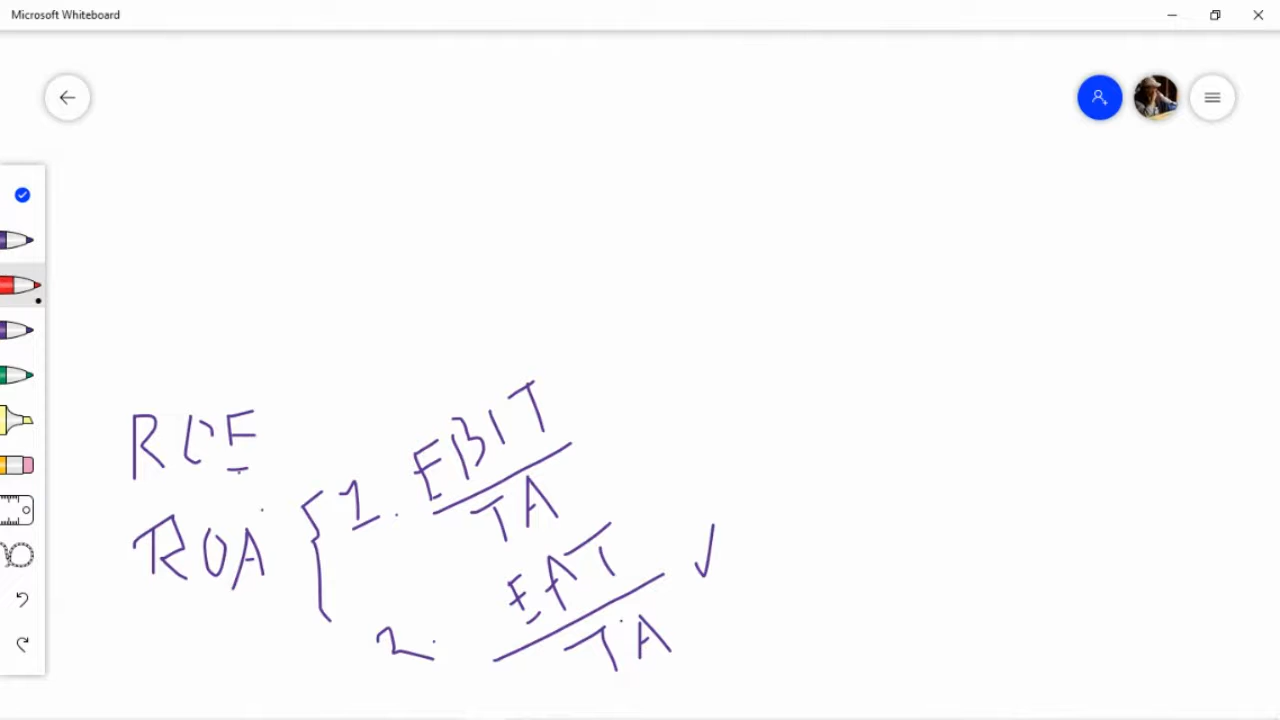 Microsoft Whiteboard
ROE
ROA
1. EBIT
TA
2. EAT ✓
TA